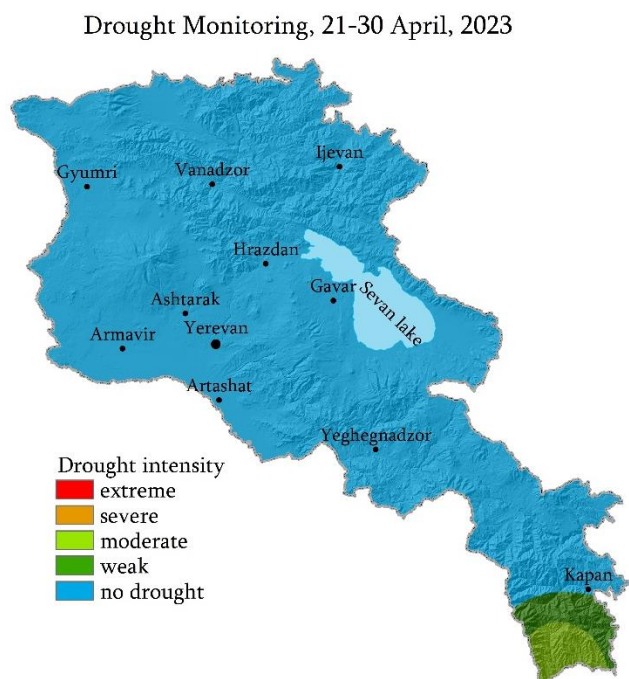 Drought Monitoring, 21-30 April, 2023
Ijevan
Gyumri
Vanadzor
Hrazdan
Gavar
Sevan lake
Ashtarak
Yerevan
Armavir
Artashat
Yeghegnadzor
Drought intensity
extreme
severe
moderate
weak
no drought
Kapan